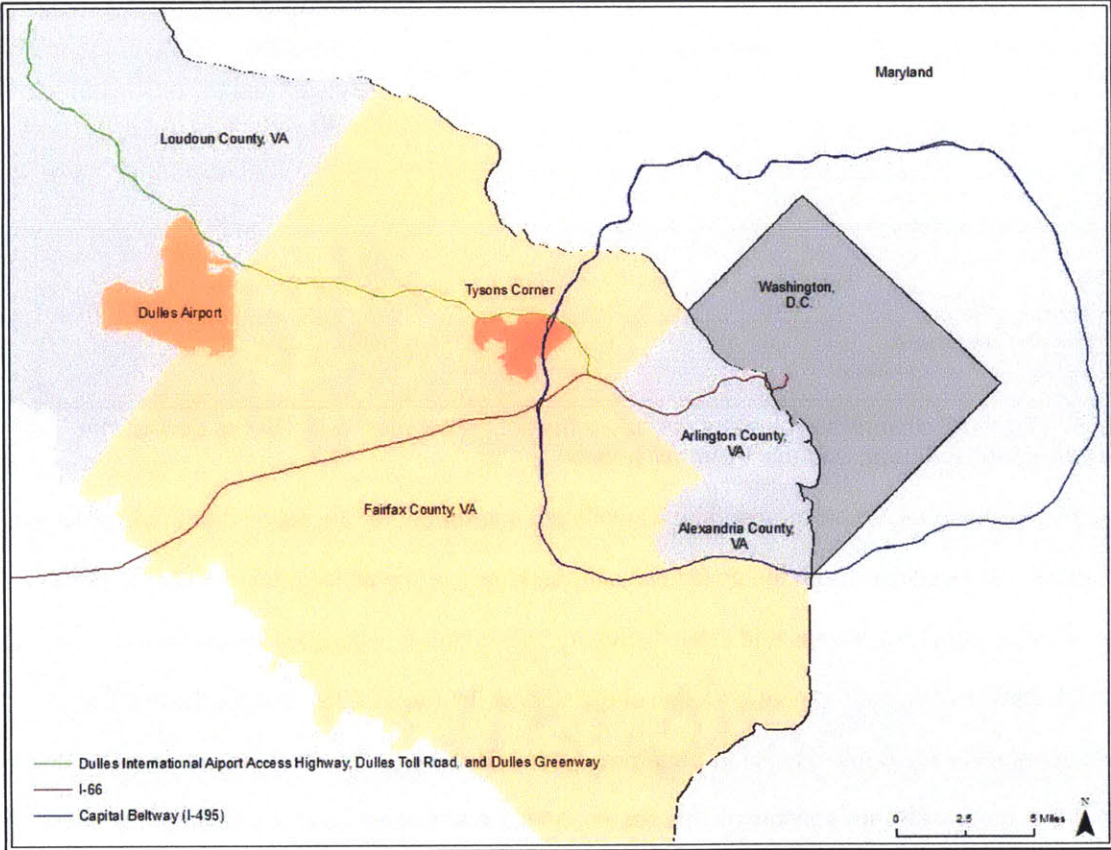 Maryland
Loudoun County, VA
Tysons Corner
Washington,
D.C.
Dulles Airport
Arlington County,
VA
Fairfax County, VA
Alexandria County,
VA
Dulles International Aiport Access Highway, Dulles Toll Road, and Dulles Greenway
I-66
Capital Beltway (I-495)
N
0 2.5 5 Miles